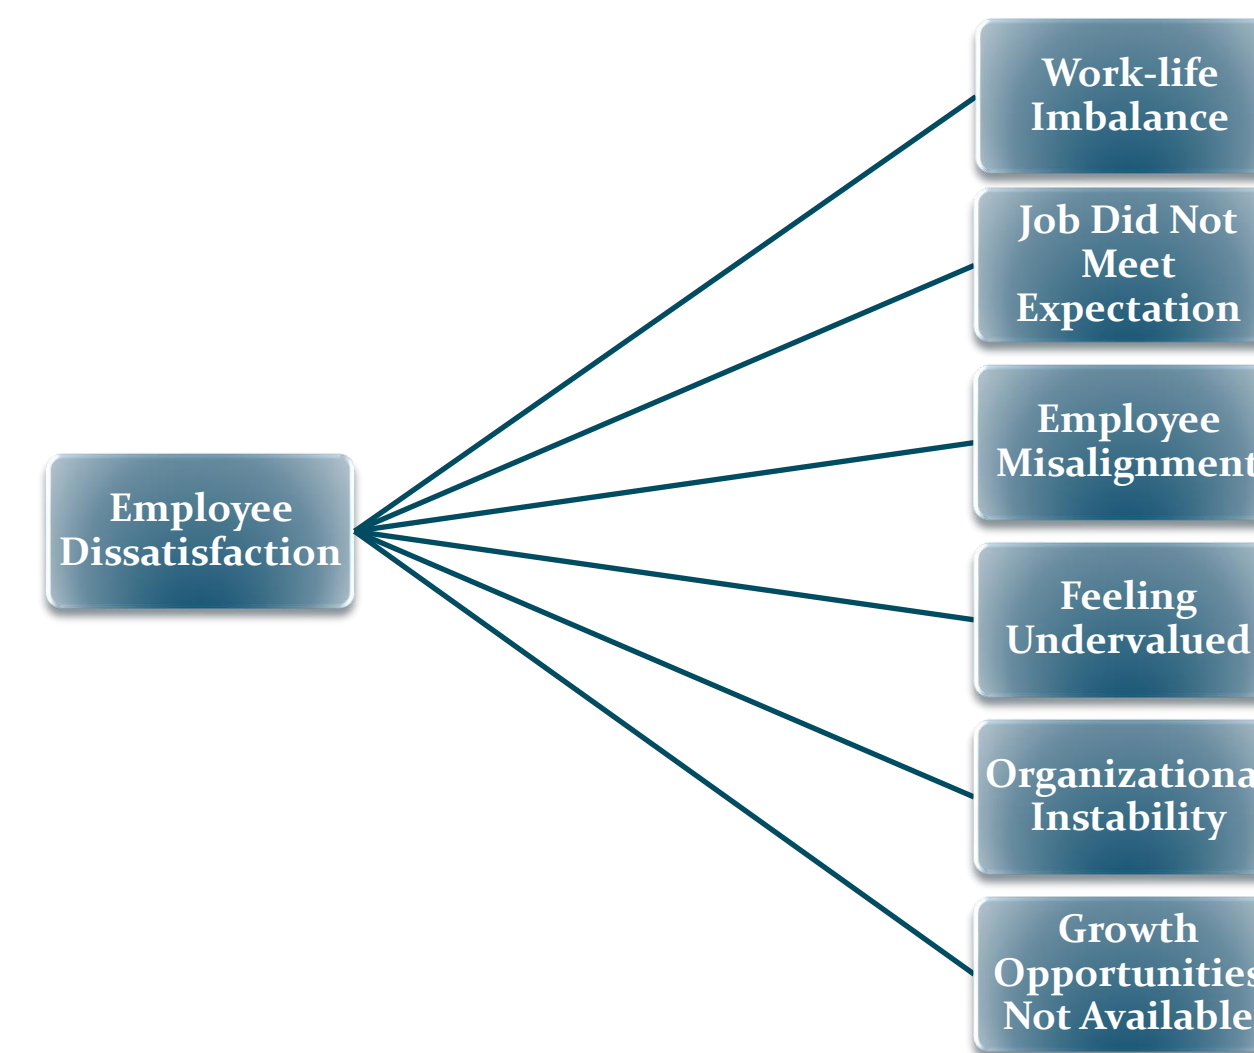 Work-life
Imbalance
Job Did Not
Meet
Expectation
Employee
Misalignment
Employee
Dissatisfaction
Feeling
Undervalued
Organizationa
Instability
Growth
Opportunities
Not Available